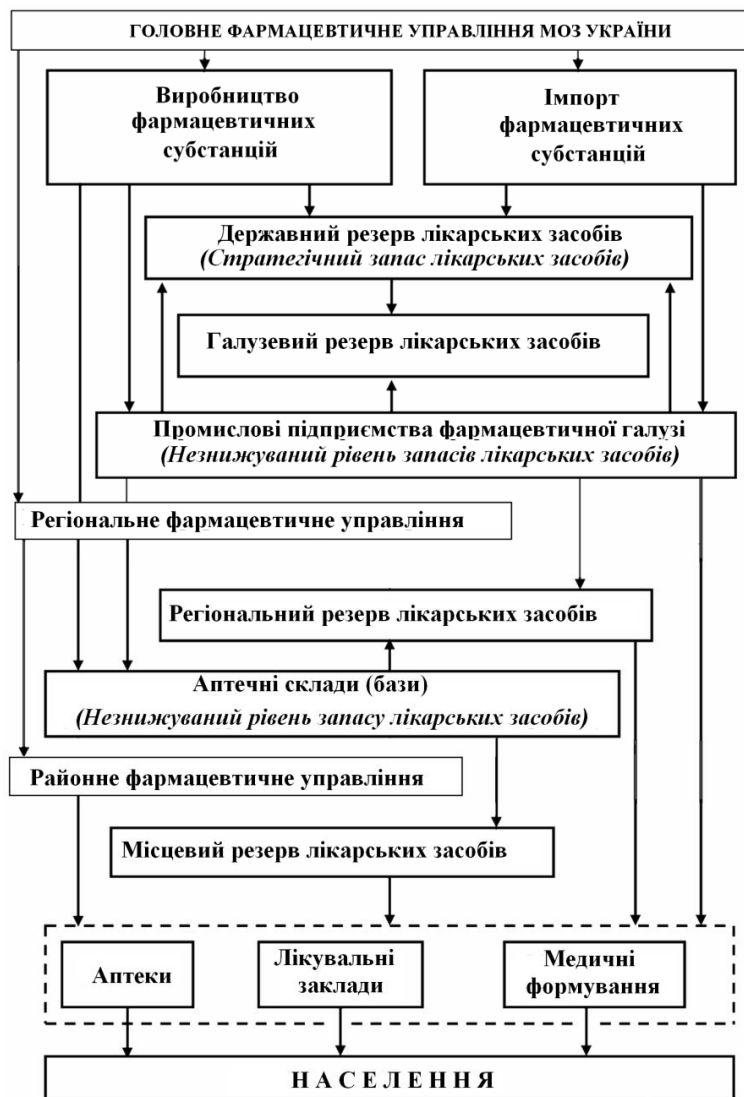 ГОЛОВНЕ ФАРМАЦЕВТИЧНЕ УПРАВЛІННЯ МОЗ УКРАЇНИ
Виробництво
фармацевтичних
субстанцій
Імпорт
фармацевтичних
субстанцій
Державний резерв лікарських засобів
(Стратегічний запас лікарських засобів)
Галузевий резерв лікарських засобів
Промислові підприємства фармацевтичної галузі
(Незнижуваний рівень запасів лікарських засобів)
Регіональне фармацевтичне управління
Регіональний резерв лікарських засобів
Аптечні склади (бази)
(Незнижуваний рівень запасу лікарських засобів)
Районне фармацевтичне управління
Місцевий резерв лікарських засобів
Аптеки
Лікувальні
заклади
Медичні
формування
Н А С Е Л Е Н Н Я